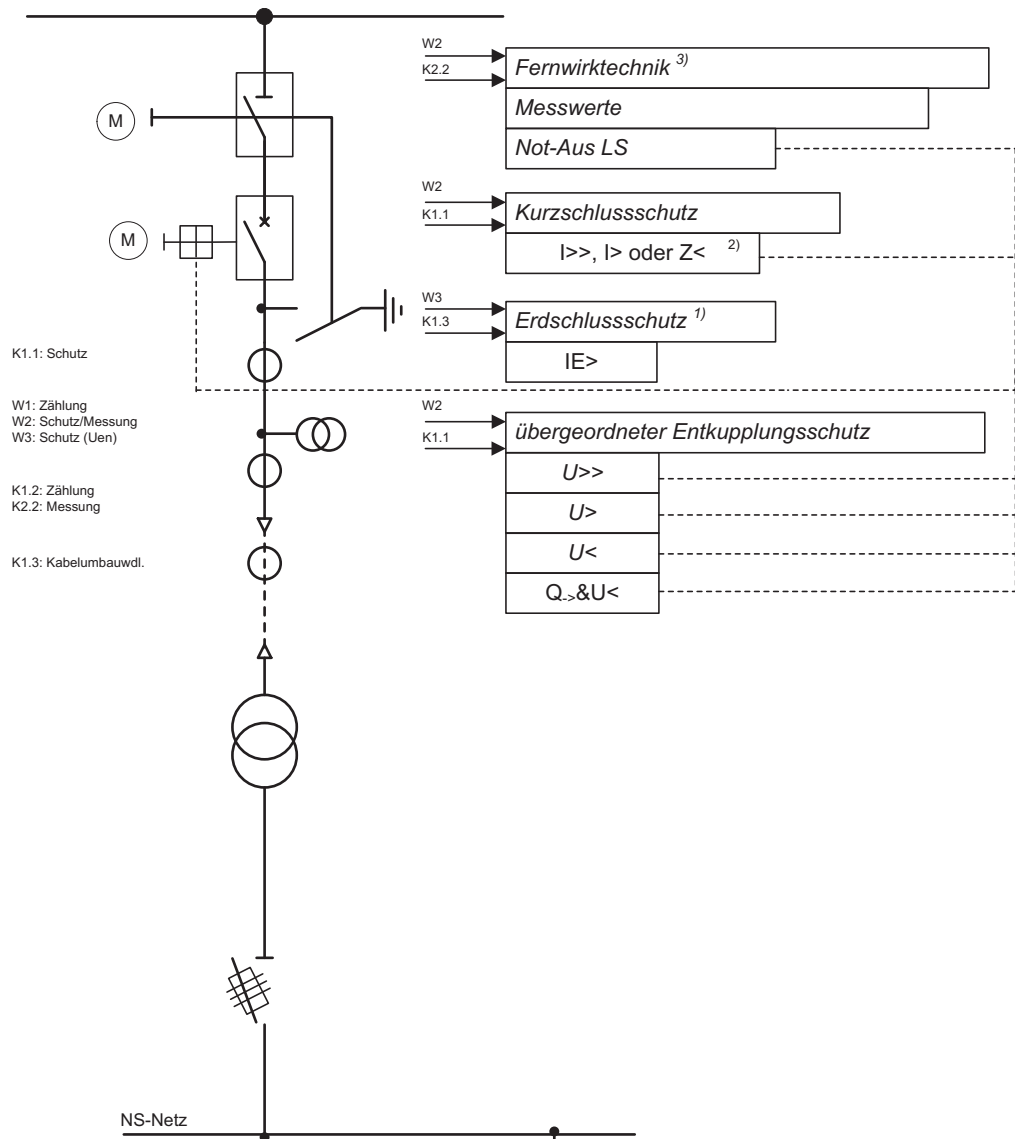 W2
K2.2
Fernwirktechnik 3)
Messwerte
Not-Aus LS
M
W2
K1.1
Kurzschlussschutz
I>>, I> oder Z< 2)
M
W3
K1.3
Erdschlussschutz 1)
IE>
K1.1: Schutz
W1: Zählung
W2: Schutz/Messung
W3: Schutz (Uen)
W2
K1.1
übergeordneter Entkupplungsschutz
U>>
U>
U<
Q->&U<
K1.2: Zählung
K2.2: Messung
K1.3: Kabelumbauwdl.
NS-Netz